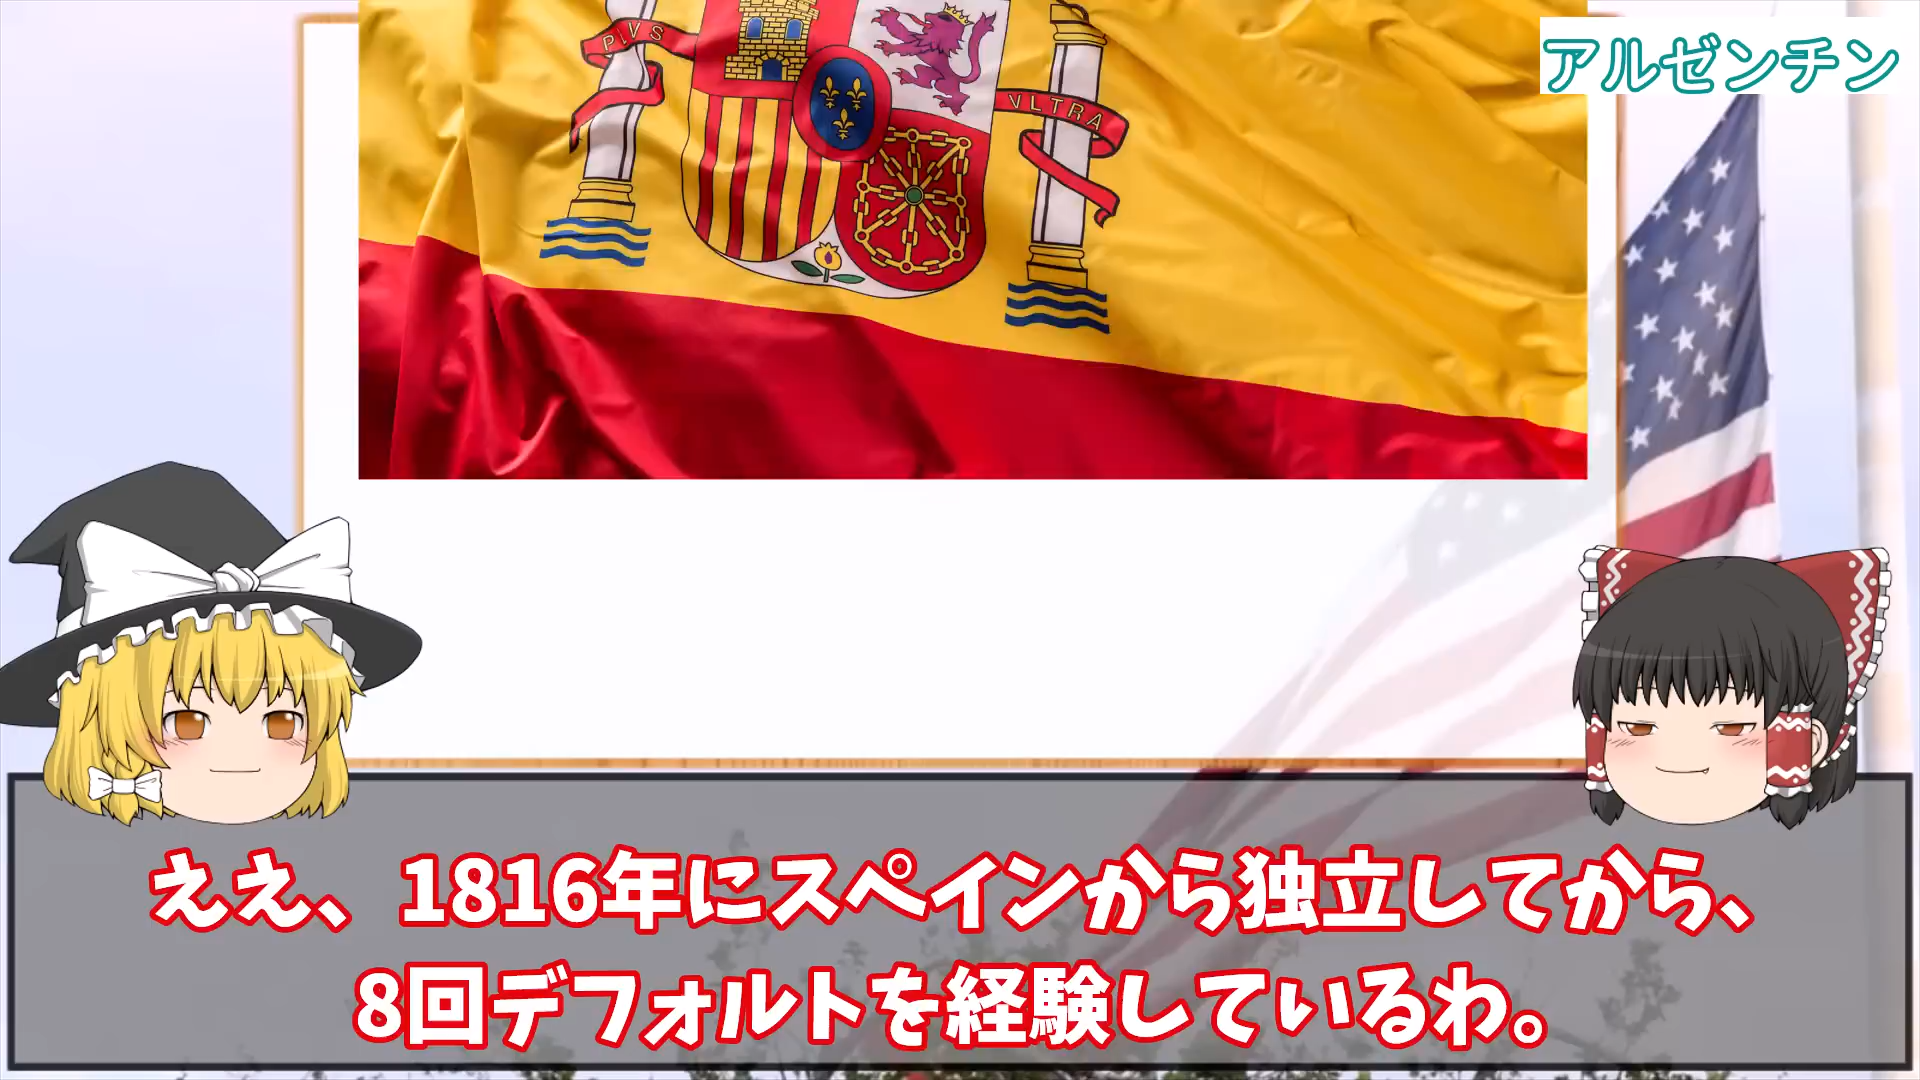 アルゼンチン
PLVS
VLTRA
ええ、1816年にスペインから独立してから、
8回デフォルトを経験しているわ。